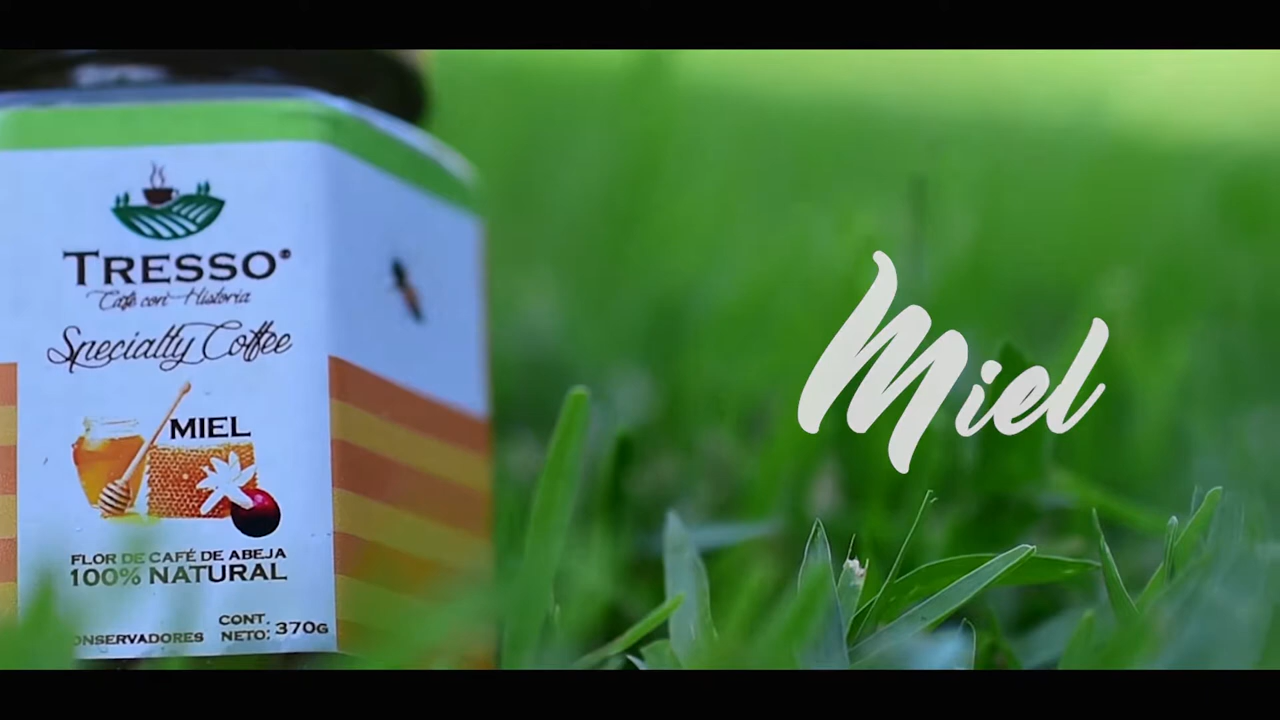 TRESSO®
Café con Historia
Specialty Coffee
MIEL
FLOR DE CAFÉ DE ABEJA
100% NATURAL
CONT.
ONSERVADORES NETO: 370G
Miel